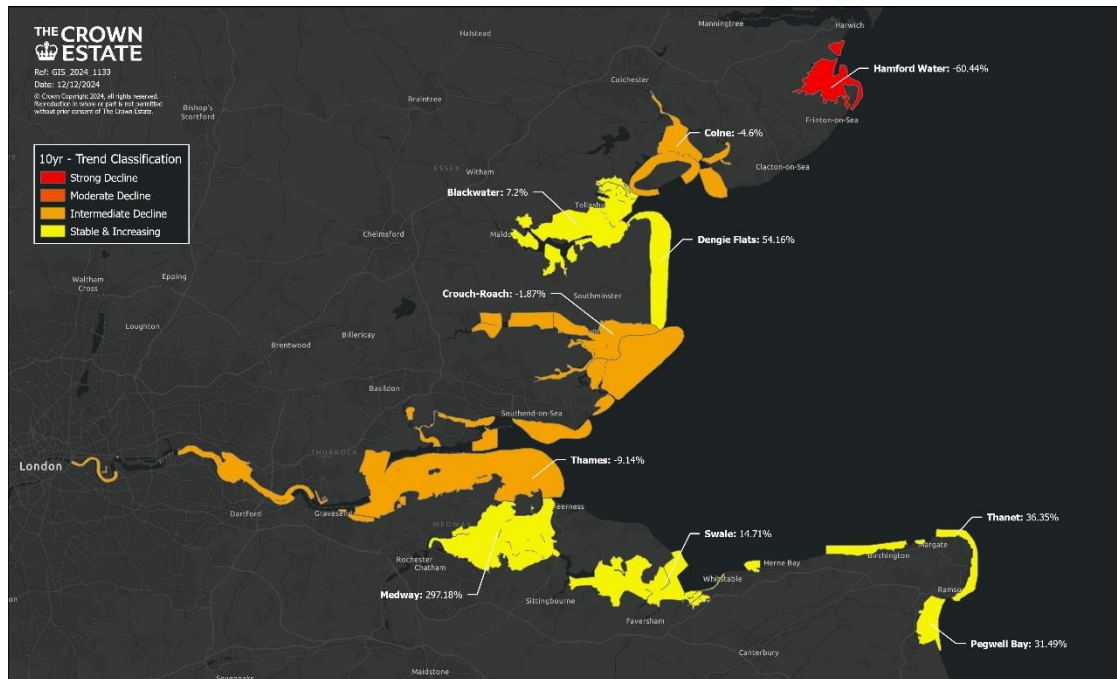 THE CROWN
ESTATE
Ref: GIS_2024_1133
Date: 12/12/2024
© Crown Copyright 2024, all rights reserved.
Reproduction in whole or part is not permitted
without prior consent of The Crown Estate.
10yr - Trend Classification
Strong Decline
Moderate Decline
Intermediate Decline
Stable & Increasing
Manningtree
Harwich
Halstead
Hamford Water: -60.44%
Colchester
Braintree
Bishop's
Stortford
Frinton-on-Sea
Colne: -4.6%
Clacton-on-Sea
ESSEX
Witham
Blackwater: 7.2%
Tollesbu
Maldo
Chelmsford
Dengie Flats: 54.16%
Epping
Waltham
Cross
Crouch-Roach: -1.87%
Southminster
Loughton
Billericay
Brentwood
Basildon
Southend-on-Sea
THURROCK
London
River
Thames: -9.14%
Dartford
Gravesend
MEDWAY
eerness
Thanet: 36.35%
Swale: 14.71%
Margate
Birchington
Herne Bay
Whitstable
Rochester
Chatham
Medway: 297.18%
Sittingbourne
Faversham
Ramsg
Pegwell Bay: 31.49%
Canterbury
Maidstone